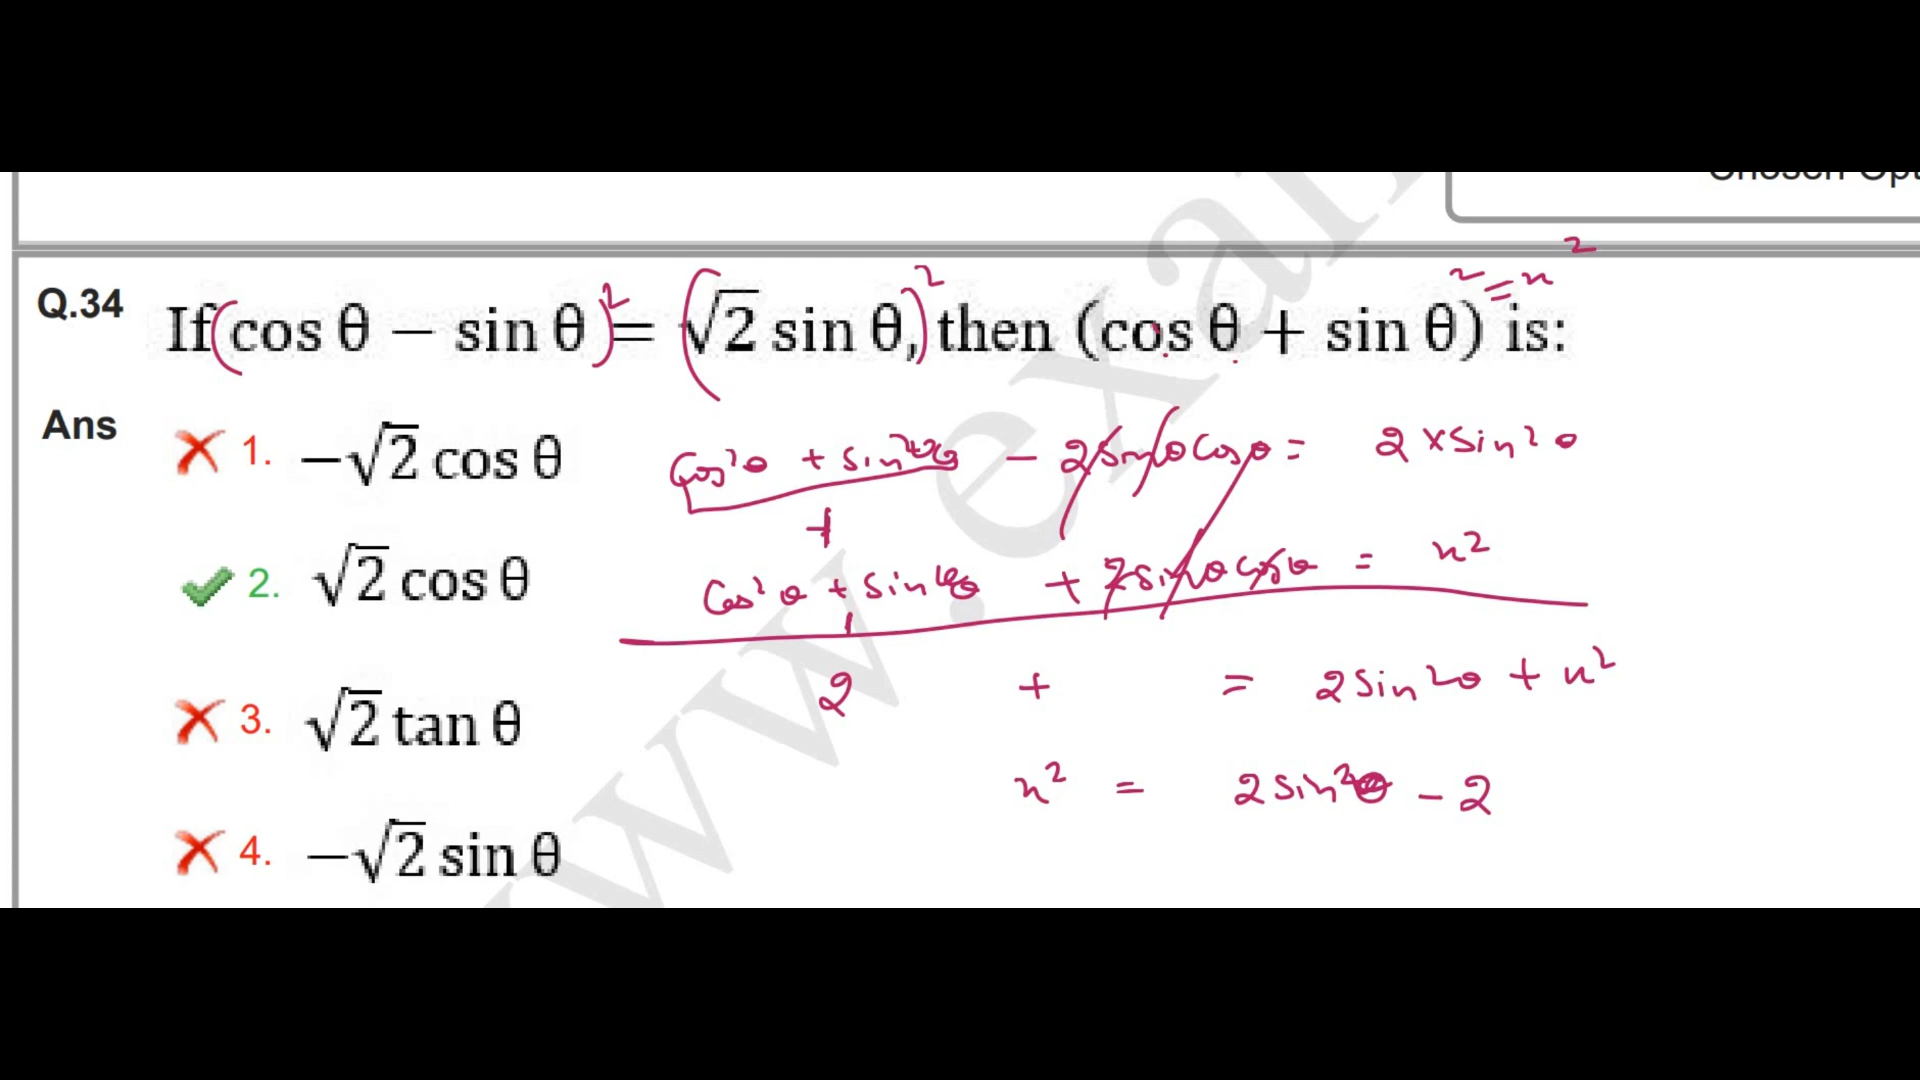 Q.34 If (cos θ − sin θ)² = (√2 sin θ,)² then (cos θ + sin θ)² = x² is:
Ans
1. −√2 cos θ
cos²θ + sin²θ − 2sinθcosθ = 2 × sin²θ
1
2. √2 cos θ
cos²θ + sin²θ + 2sinθcosθ = x²
1
2 + = 2sin²θ + x²
3. √2 tan θ
x² = 2sin²θ − 2
4. −√2 sin θ